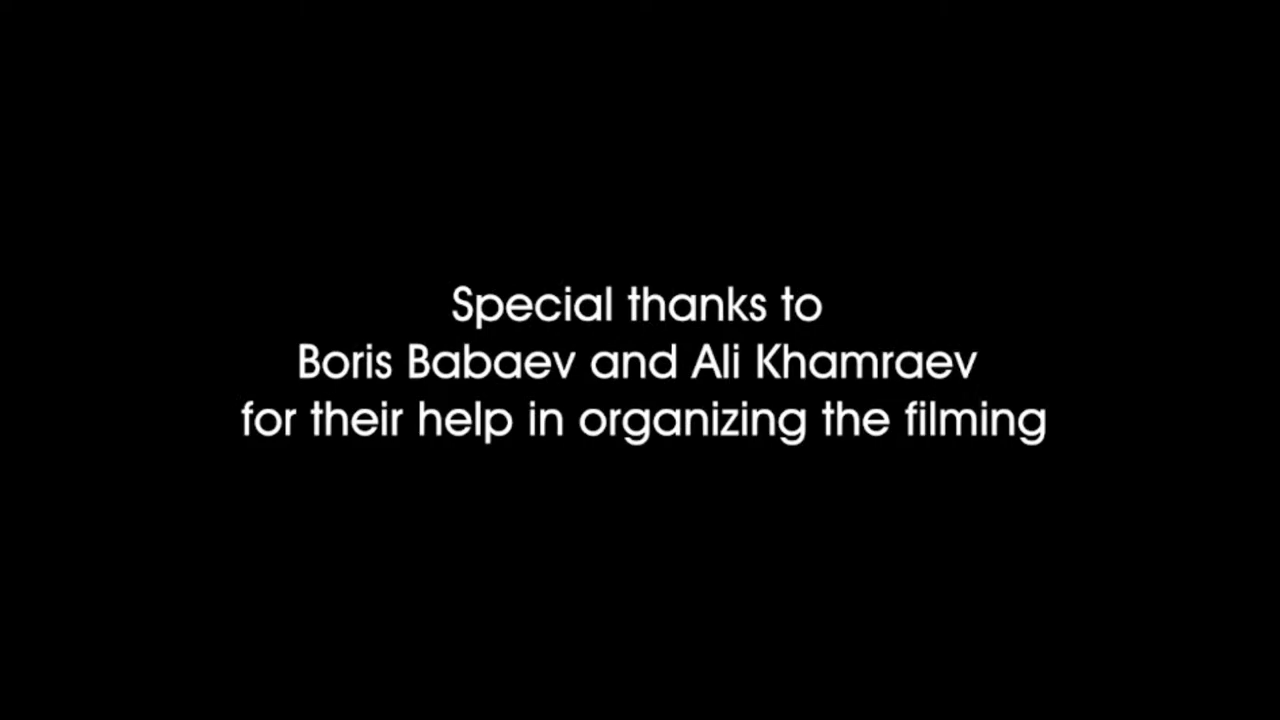 Special thanks to
Boris Babaev and Ali Khamraev
for their help in organizing the filming